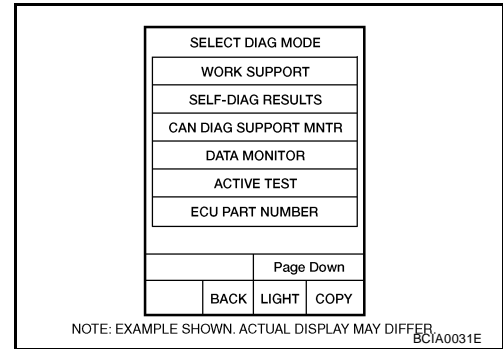 SELECT DIAG MODE
WORK SUPPORT
SELF-DIAG RESULTS
CAN DIAG SUPPORT MNTR
DATA MONITOR
ACTIVE TEST
ECU PART NUMBER
Page Down
BACK LIGHT COPY
NOTE: EXAMPLE SHOWN. ACTUAL DISPLAY MAY DIFFER.
BCIA0031E